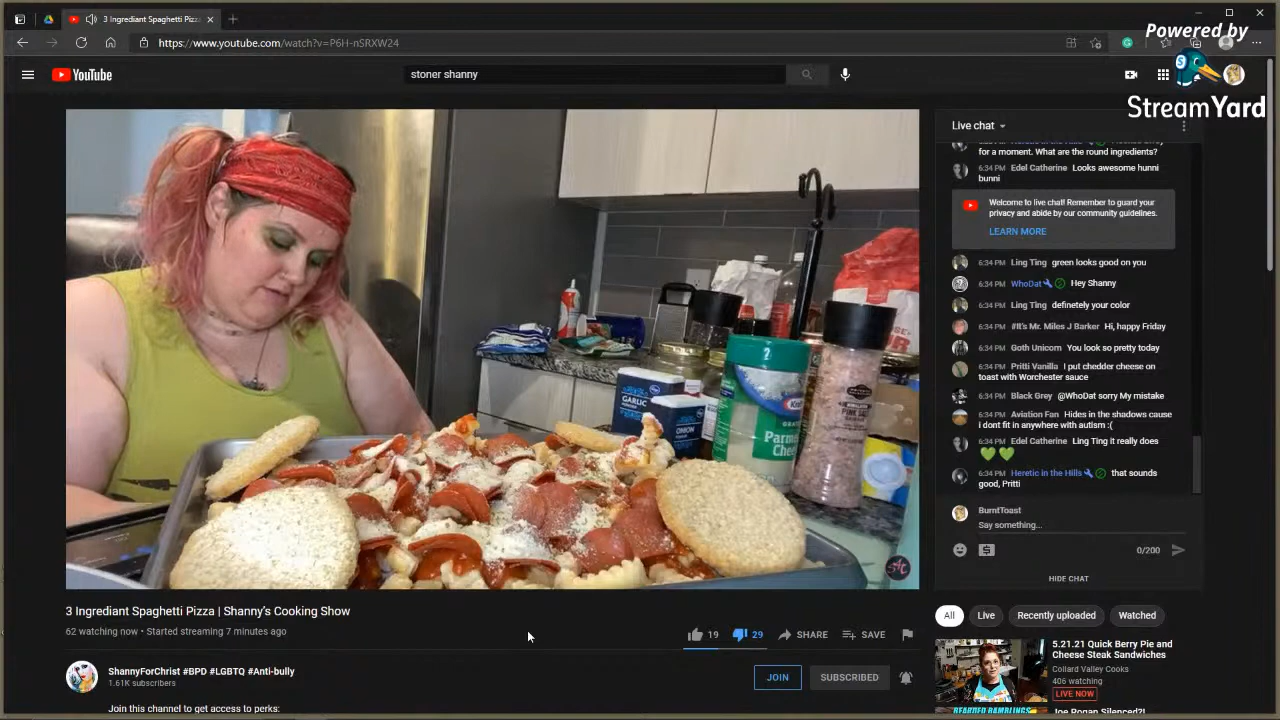 3 Ingrediant Spaghetti Pizza
Powered by
StreamYard
https://www.youtube.com/watch?v=P6H-nSRXW24
YouTube
stoner shanny
Live chat
for a moment. What are the round ingredients?
6:34 PM Edel Catherine Looks awesome hunni
bunni
Welcome to live chat! Remember to guard your
privacy and abide by our community guidelines.
LEARN MORE
6:34 PM Ling Ting green looks good on you
6:34 PM WhoDat Hey Shanny
6:34 PM Ling Ting definetely your color
6:34 PM #It's Mr. Miles J Barker Hi, happy Friday
6:34 PM Goth Unicorn You look so pretty today
6:34 PM Pritti Vanilla I put chedder cheese on
toast with Worchester sauce
6:34 PM Black Grey @WhoDat sorry My mistake
6:34 PM Aviation Fan Hides in the shadows cause
i dont fit in anywhere with autism :(
6:34 PM Edel Catherine Ling Ting it really does
6:34 PM Heretic in the Hills that sounds
good, Pritti
BurntToast
Say something...
0/200
HIDE CHAT
GARLIC
ONION
Parm
Chee
3 Ingrediant Spaghetti Pizza | Shanny's Cooking Show
62 watching now • Started streaming 7 minutes ago
19
29
SHARE
SAVE
ShannyForChrist #BPD #LGBTQ #Anti-bully
1.61K subscribers
JOIN
SUBSCRIBED
Join this channel to get access to perks:
All
Live
Recently uploaded
Watched
5.21.21 Quick Berry Pie and
Cheese Steak Sandwiches
Collard Valley Cooks
406 watching
LIVE NOW
BEARDED RAMBLINGS
Joe Rogan Silenced?!